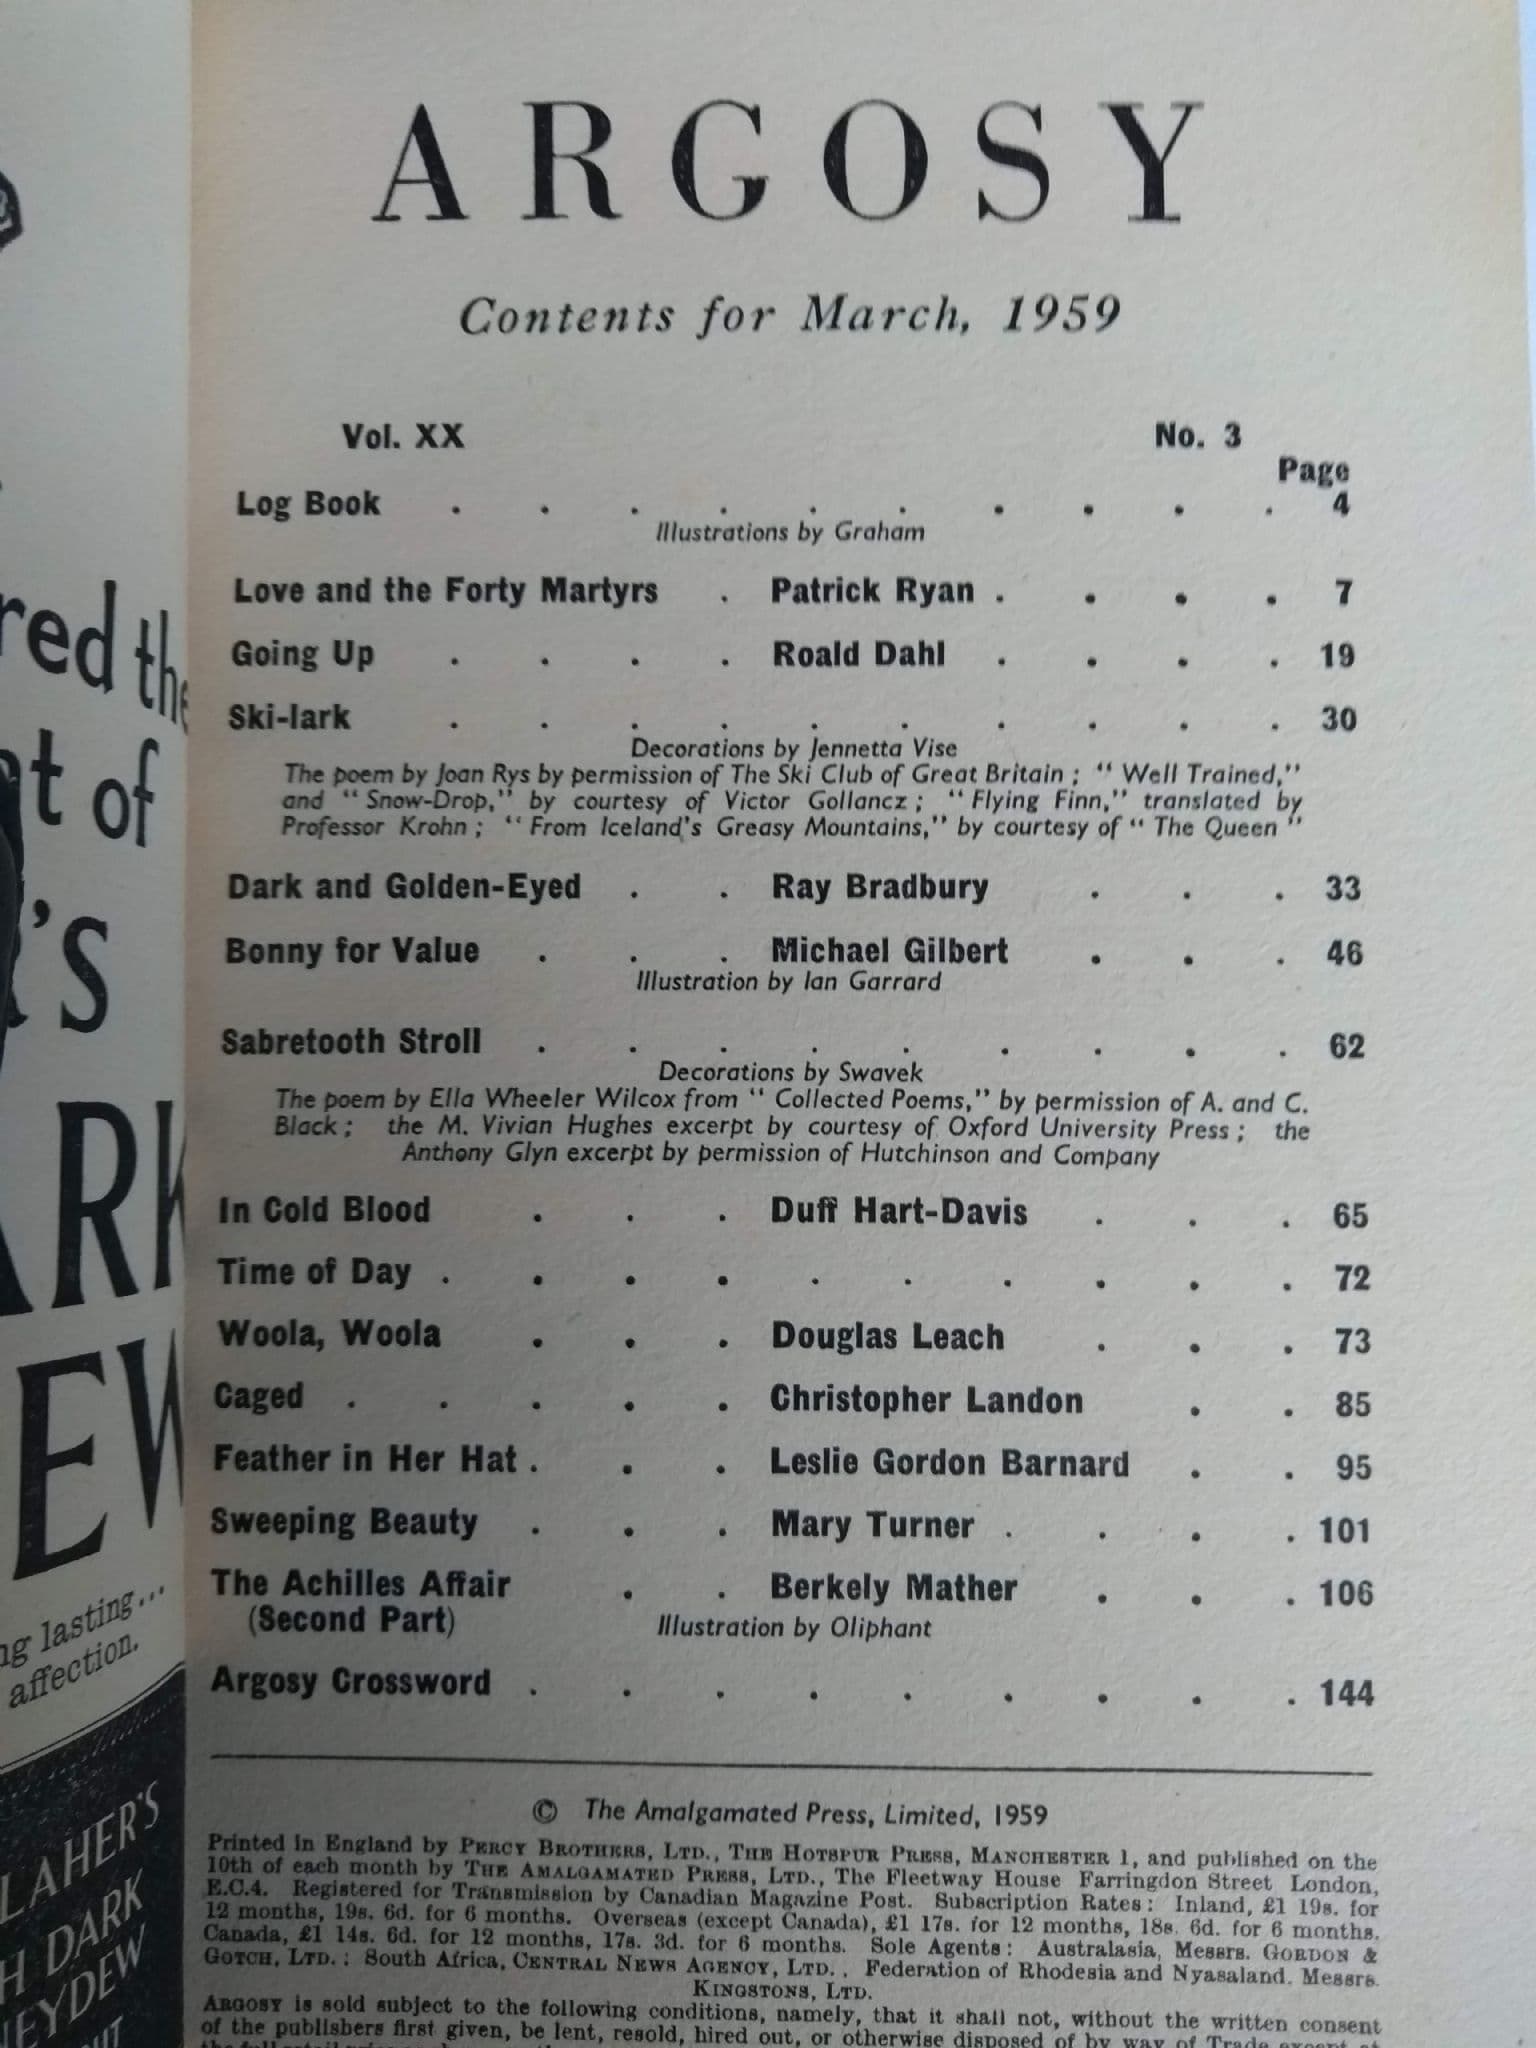 ARGOSY
Contents for March, 1959
Vol. XX No. 3
Page
Log Book . . . . . . . . . . 4
Illustrations by Graham
Love and the Forty Martyrs . Patrick Ryan . . . . 7
Going Up . . . . Roald Dahl . . . . 19
Ski-lark . . . . . . . . . . 30
Decorations by Jennetta Vise
The poem by Joan Rys by permission of The Ski Club of Great Britain ; “ Well Trained,”
and “ Snow-Drop,” by courtesy of Victor Gollancz ; “ Flying Finn,” translated by
Professor Krohn ; “ From Iceland's Greasy Mountains,” by courtesy of “ The Queen ”
Dark and Golden-Eyed . . Ray Bradbury . . . 33
Bonny for Value . . . Michael Gilbert . . . 46
Illustration by Ian Garrard
Sabretooth Stroll . . . . . . . . . 62
Decorations by Swavek
The poem by Ella Wheeler Wilcox from “ Collected Poems,” by permission of A. and C.
Black ; the M. Vivian Hughes excerpt by courtesy of Oxford University Press ; the
Anthony Glyn excerpt by permission of Hutchinson and Company
In Cold Blood . . . Duff Hart-Davis . . . 65
Time of Day . . . . . . . . . . 72
Woola, Woola . . . Douglas Leach . . . 73
Caged . . . . . Christopher Landon . . 85
Feather in Her Hat . . . Leslie Gordon Barnard . . 95
Sweeping Beauty . . . Mary Turner . . . . 101
The Achilles Affair . . Berkely Mather . . . 106
(Second Part) Illustration by Oliphant
Argosy Crossword . . . . . . . . . 144
© The Amalgamated Press, Limited, 1959
Printed in England by PERCY BROTHERS, LTD., THE HOTSPUR PRESS, MANCHESTER 1, and published on the
10th of each month by THE AMALGAMATED PRESS, LTD., The Fleetway House Farringdon Street London,
E.C.4. Registered for Transmission by Canadian Magazine Post. Subscription Rates : Inland, £1 19s. for
12 months, 19s. 6d. for 6 months. Overseas (except Canada), £1 17s. for 12 months, 18s. 6d. for 6 months.
Canada, £1 14s. 6d. for 12 months, 17s. 3d. for 6 months. Sole Agents : Australasia, Messrs. GORDON &
GOTCH, LTD. ; South Africa, CENTRAL NEWS AGENCY, LTD. . Federation of Rhodesia and Nyasaland. Messrs.
KINGSTONS, LTD.
ARGOSY is sold subject to the following conditions, namely, that it shall not, without the written consent
of the publishers first given, be lent, resold, hired out, or otherwise disposed of by way of Trade except at
red the
t of
's
ARK
EW
lasting...
affection.
LAHER'S
DARK